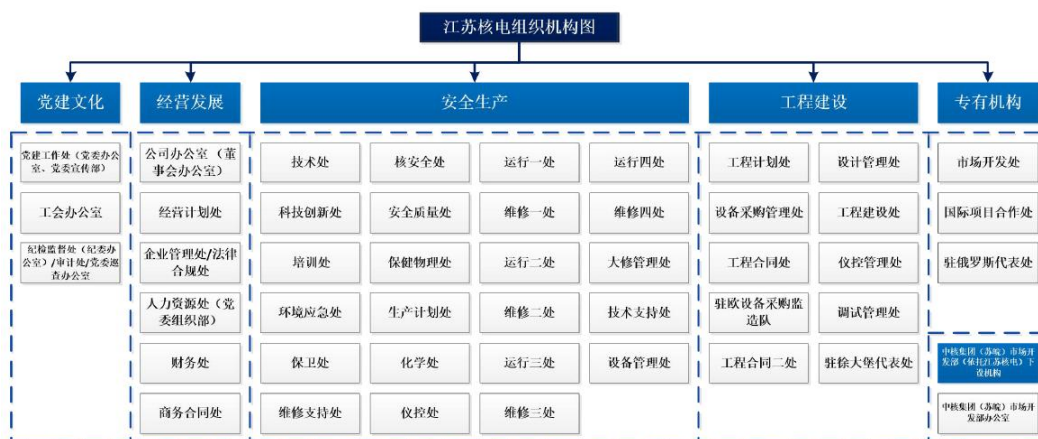 江苏核电组织机构图
党建文化
经营发展
安全生产
工程建设
专有机构
党建工作处（党委办公
室、党委宣传部）
工会办公室
纪检监督处（纪委办
公室）/审计处/党委巡
查办公室
公司办公室（董
事会办公室）
经营计划处
企业管理处/法律
合规处
人力资源处（党
委组织部）
财务处
商务合同处
技术处
核安全处
运行一处
运行四处
科技创新处
安全质量处
维修一处
维修四处
培训处
保健物理处
运行二处
大修管理处
环境应急处
生产计划处
维修二处
技术支持处
保卫处
化学处
运行三处
设备管理处
维修支持处
仪控处
维修三处
工程计划处
设计管理处
设备采购管理处
工程建设处
工程合同处
仪控管理处
驻欧设备采购监
造队
调试管理处
工程合同二处
驻徐大堡代表处
市场开发处
国际项目合作处
驻俄罗斯代表处
中核集团（苏皖）市场开
发部（依托江苏核电）下
设机构
中核集团（苏皖）市场开
发部办公室